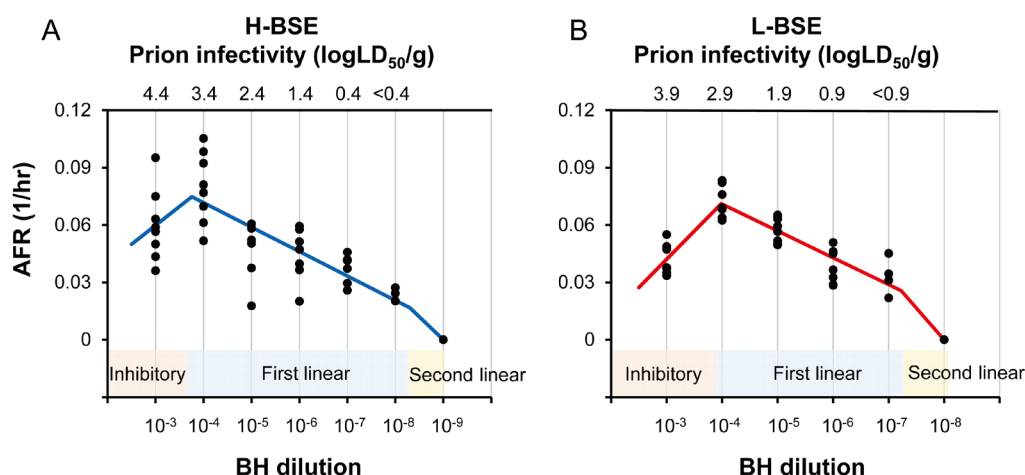 A
H-BSE
Prion infectivity (logLD50/g)
4.4 3.4 2.4 1.4 0.4 <0.4
0.12
0.09
0.06
0.03
0
AFR (1/hr)
Inhibitory First linear Second linear
10-3 10-4 10-5 10-6 10-7 10-8 10-9
BH dilution
B
L-BSE
Prion infectivity (logLD50/g)
3.9 2.9 1.9 0.9 <0.9
0.12
0.09
0.06
0.03
0
Inhibitory First linear Second linear
10-3 10-4 10-5 10-6 10-7 10-8
BH dilution